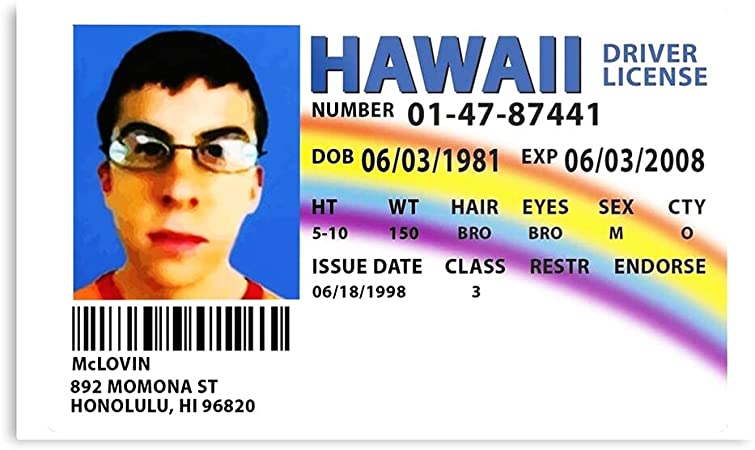 HAWAII DRIVER LICENSE
NUMBER 01-47-87441
DOB 06/03/1981 EXP 06/03/2008
HT WT HAIR EYES SEX CTY
5-10 150 BRO BRO M O
ISSUE DATE CLASS RESTR ENDORSE
06/18/1998 3
McLOVIN
892 MOMONA ST
HONOLULU, HI 96820